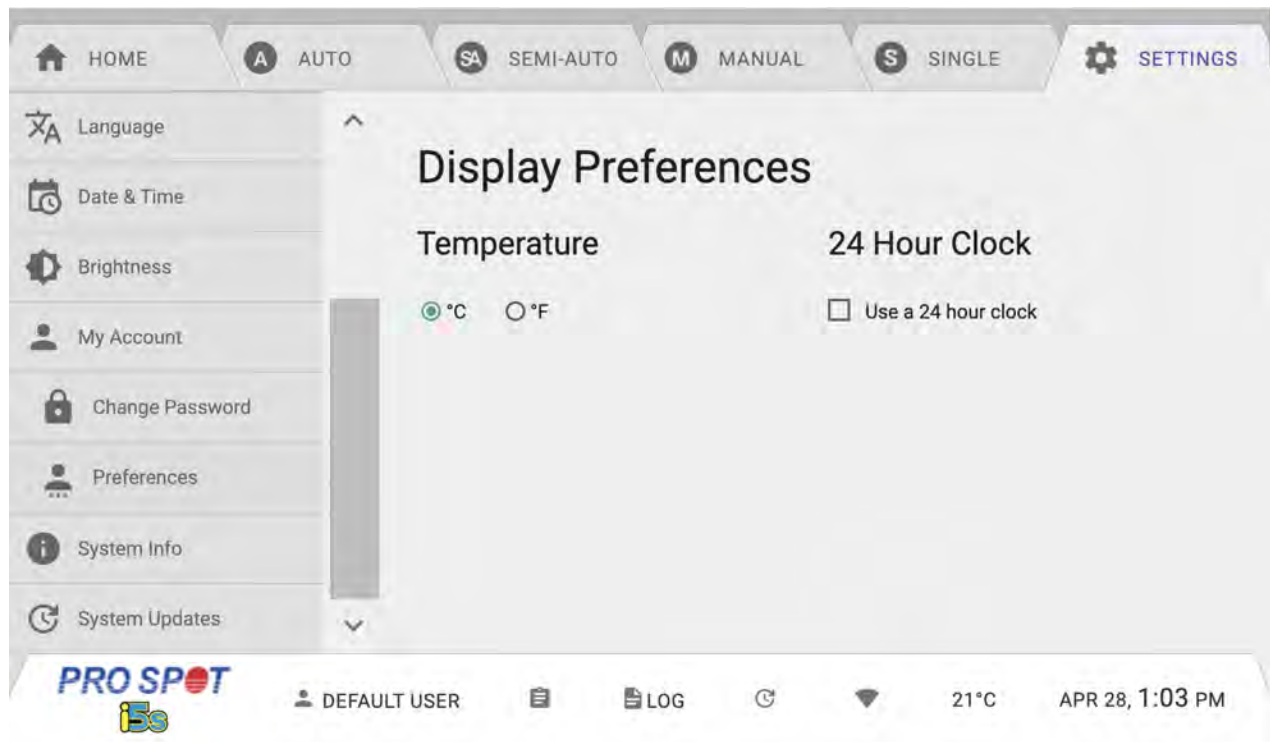 HOME
A AUTO
SA SEMI-AUTO
M MANUAL
S SINGLE
SETTINGS
Language
Date & Time
Brightness
My Account
Change Password
Preferences
System Info
System Updates
Display Preferences
Temperature
°C °F
24 Hour Clock
Use a 24 hour clock
PRO SPOT
i5s
DEFAULT USER
LOG
21°C
APR 28, 1:03 PM